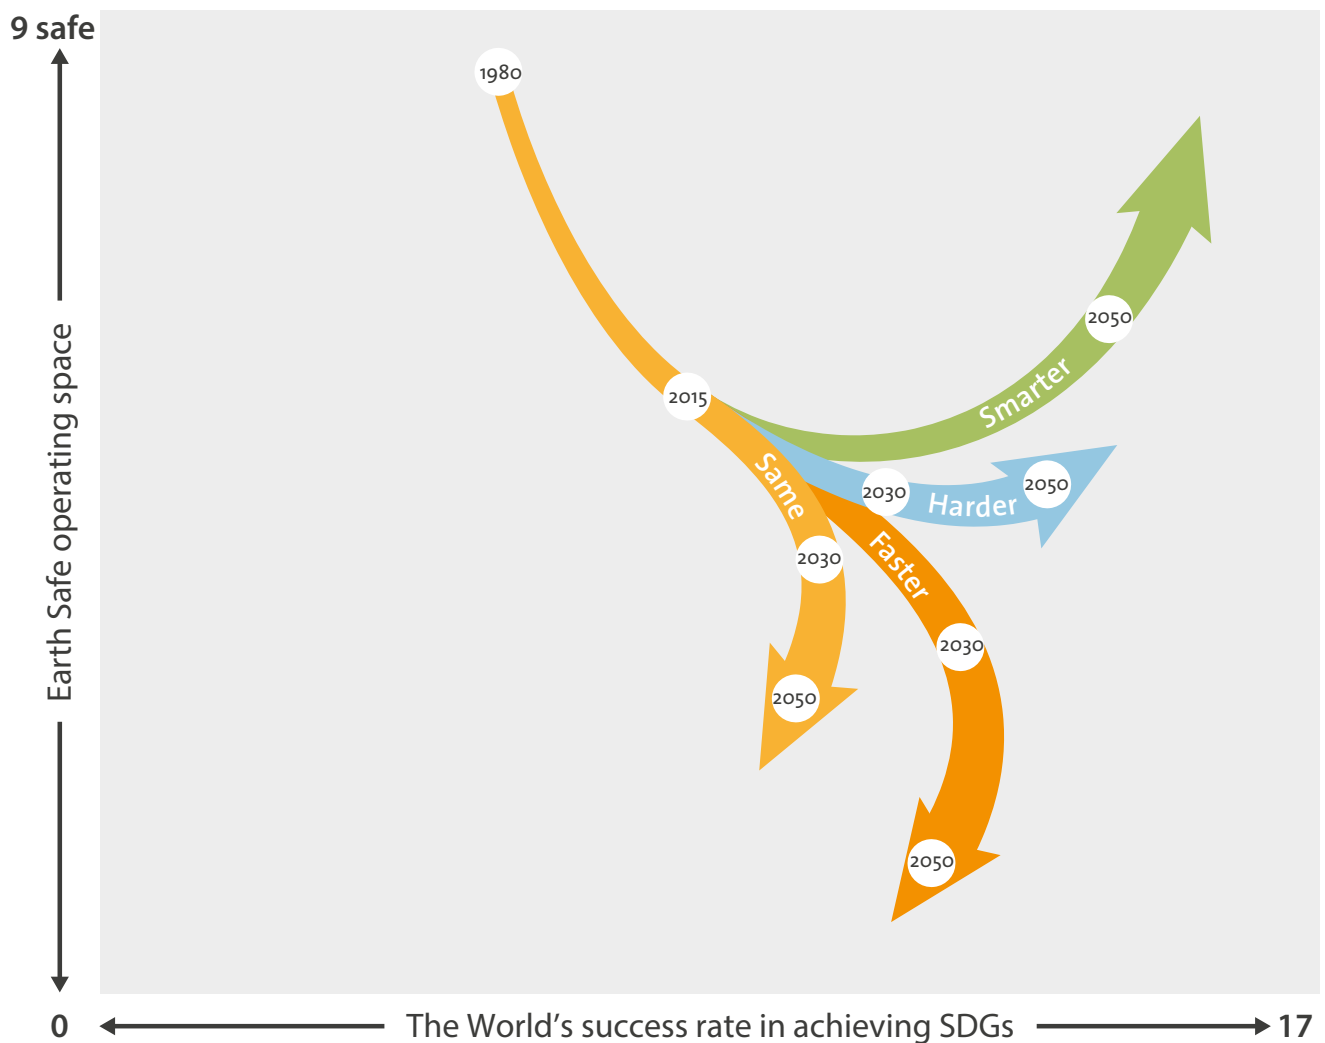 9 safe
1980
2015
2050
Smarter
2050
2030
Harder
Same
2030
Faster
2030
2050
2050
Earth Safe operating space
0
The World's success rate in achieving SDGs
17